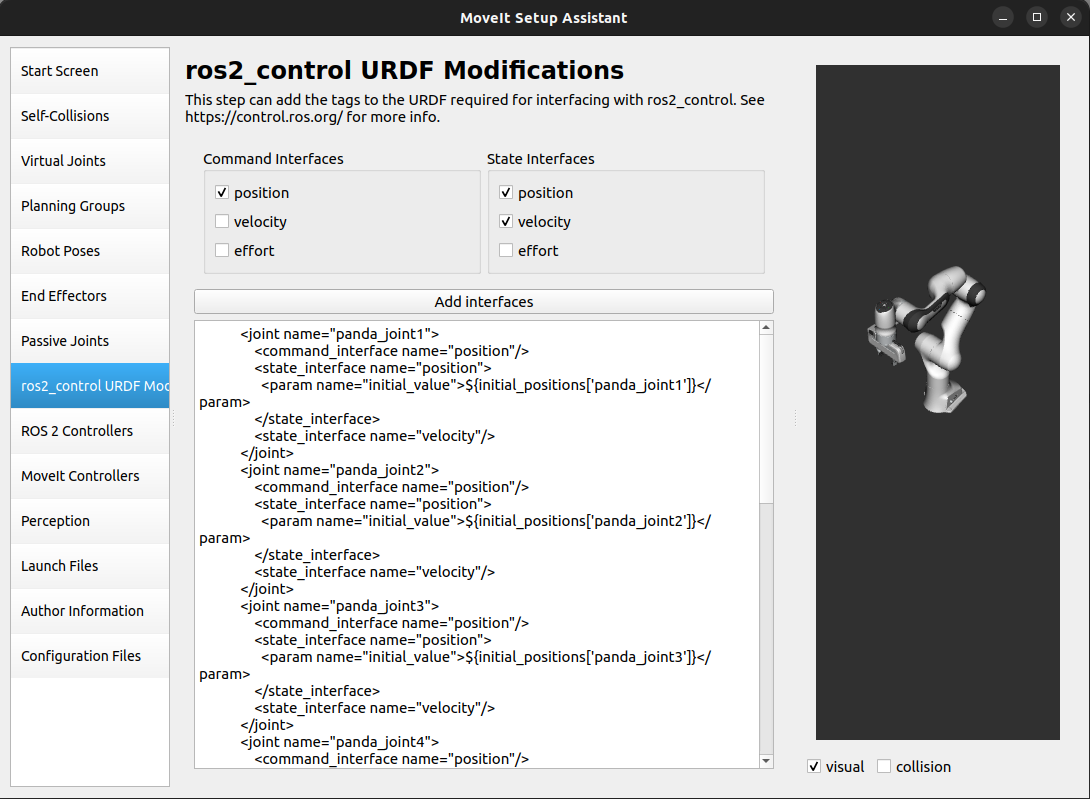 MoveIt Setup Assistant
Start Screen
Self-Collisions
Virtual Joints
Planning Groups
Robot Poses
End Effectors
Passive Joints
ros2_control URDF Moc
ROS 2 Controllers
MoveIt Controllers
Perception
Launch Files
Author Information
Configuration Files
ros2_control URDF Modifications
This step can add the tags to the URDF required for interfacing with ros2_control. See
https://control.ros.org/ for more info.
Command Interfaces
position
velocity
effort
State Interfaces
position
velocity
effort
Add interfaces
<joint name="panda_joint1">
<command_interface name="position"/>
<state_interface name="position">
<param name="initial_value">${initial_positions['panda_joint1']}</
param>
</state_interface>
<state_interface name="velocity"/>
</joint>
<joint name="panda_joint2">
<command_interface name="position"/>
<state_interface name="position">
<param name="initial_value">${initial_positions['panda_joint2']}</
param>
</state_interface>
<state_interface name="velocity"/>
</joint>
<joint name="panda_joint3">
<command_interface name="position"/>
<state_interface name="position">
<param name="initial_value">${initial_positions['panda_joint3']}</
param>
</state_interface>
<state_interface name="velocity"/>
</joint>
<joint name="panda_joint4">
<command_interface name="position"/>
visual
collision